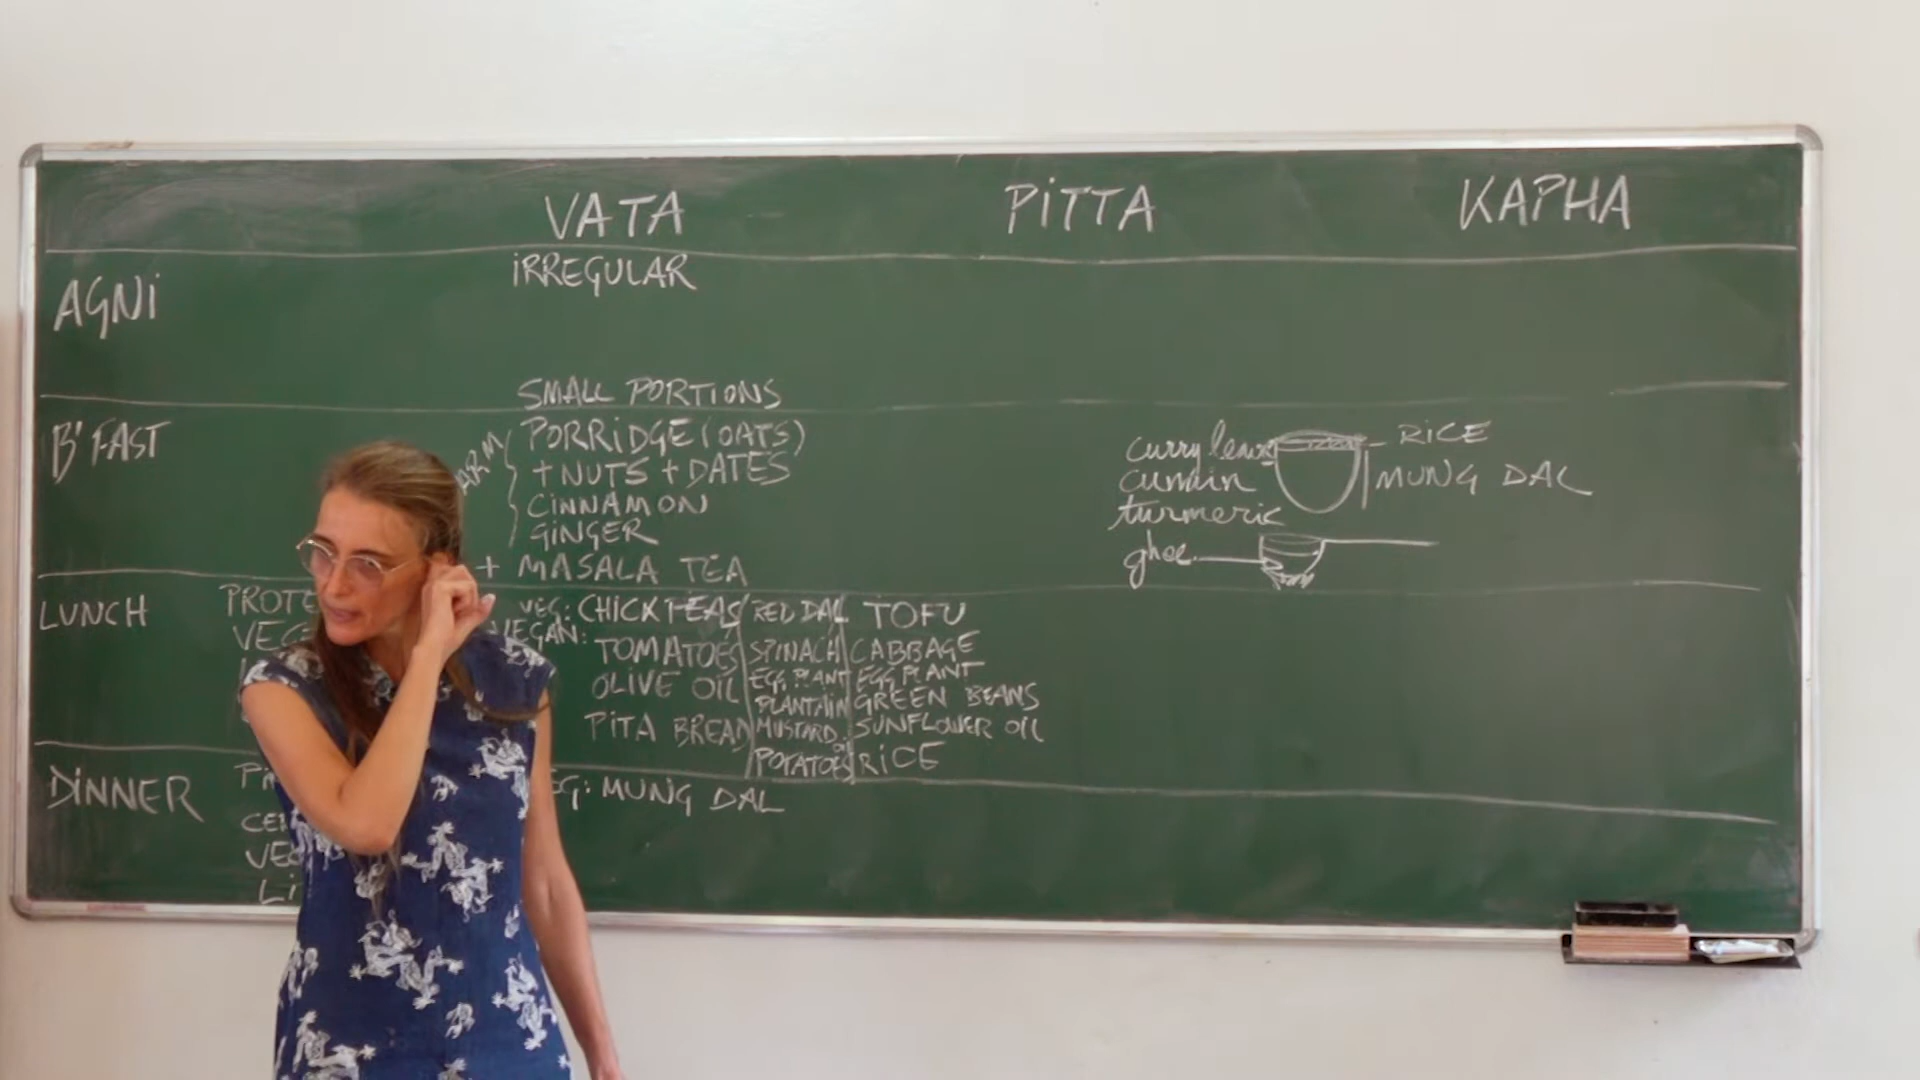 VATA PITTA KAPHA
AGNI IRREGULAR
SMALL PORTIONS
B'FAST PORRIDGE (OATS)
+ NUTS + DATES
CINNAMON
GINGER
+ MASALA TEA
curry leaves RICE
cumin MUNG DAL
turmeric
ghee
LUNCH VEG: CHICKPEAS RED DAL TOFU
VEGAN: TOMATOES SPINACH CABBAGE
OLIVE OIL EGG PLANT EGG PLANT
PLANTAIN GREEN BEANS
PITA BREAD MUSTARD OIL SUNFLOWER OIL
POTATOES RICE
DINNER MUNG DAL